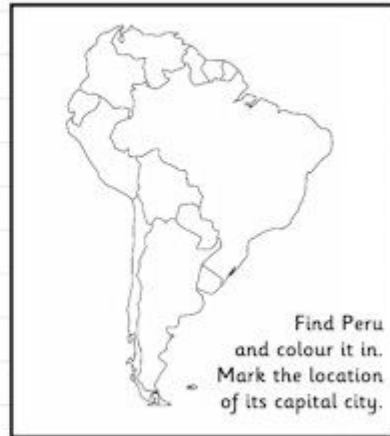 Find Peru
and colour it in.
Mark the location
of its capital city.